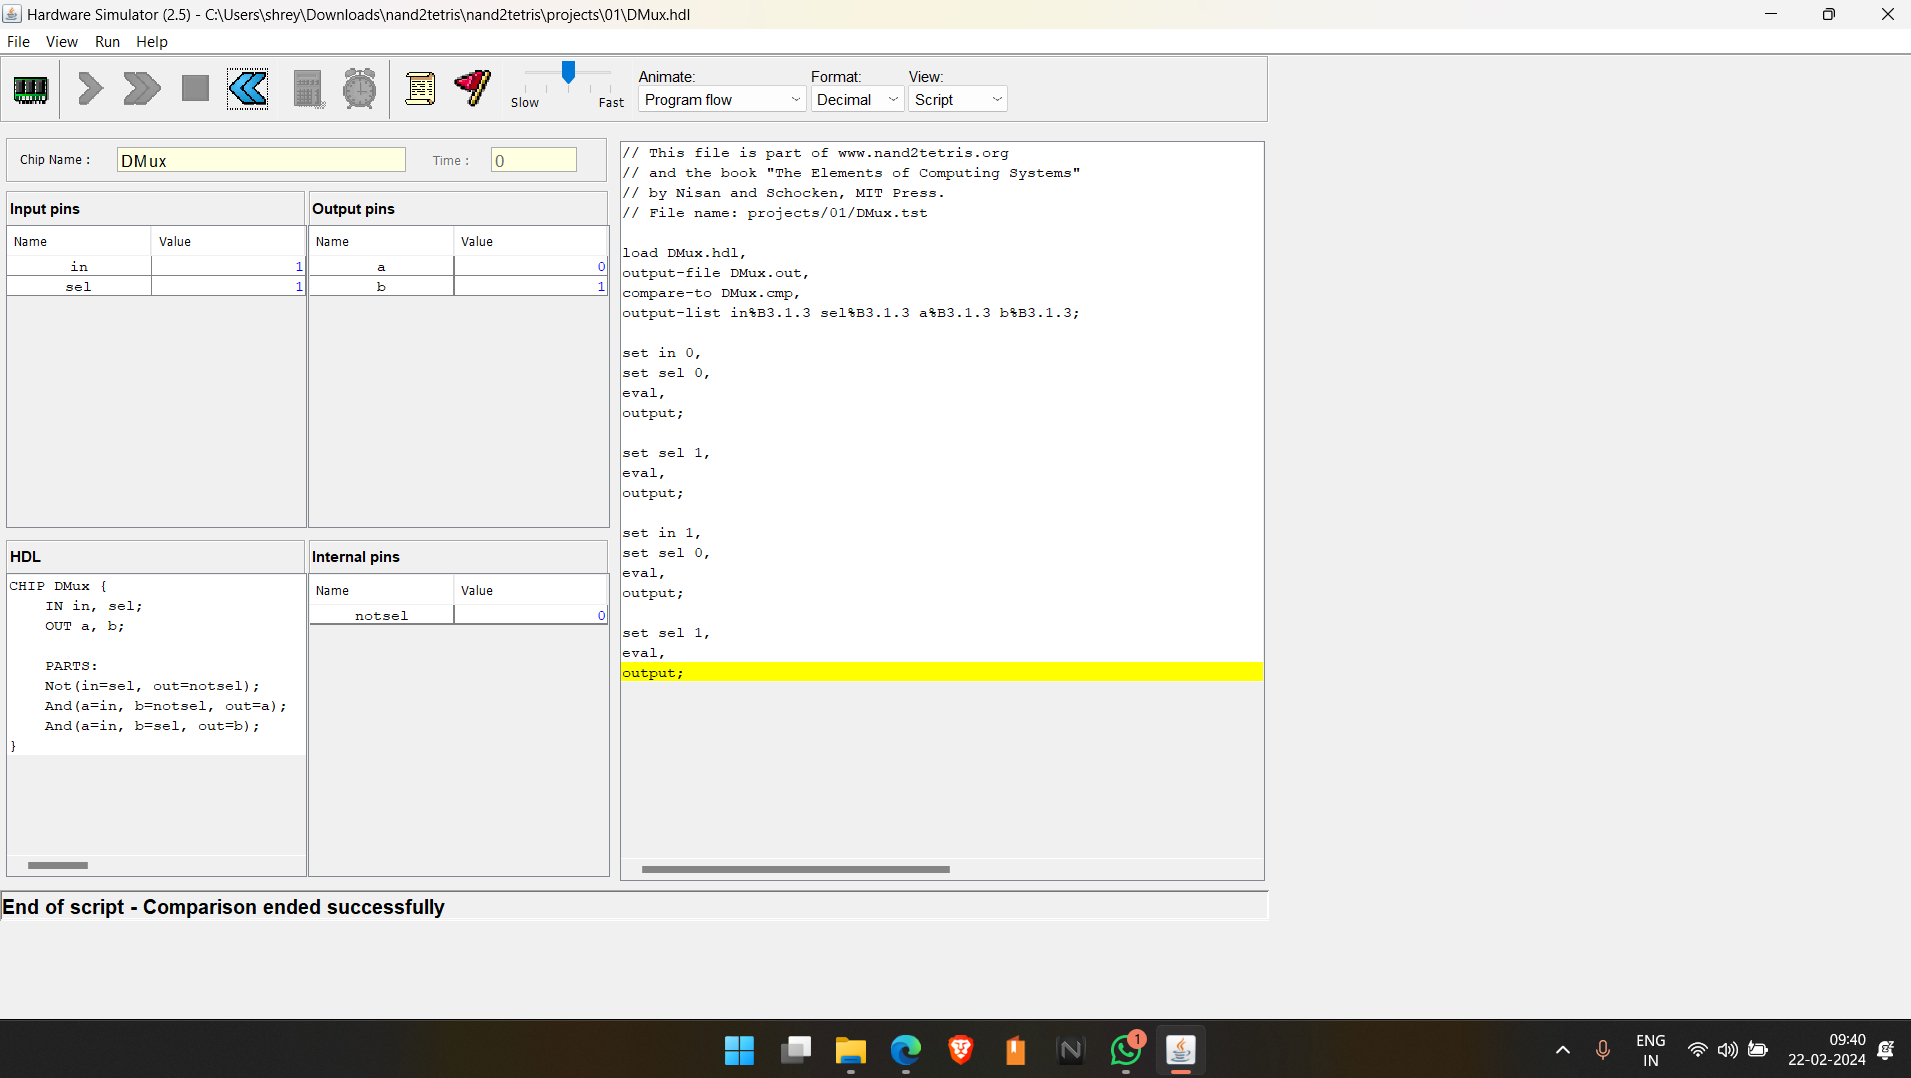 Hardware Simulator (2.5) - C:\Users\shrey\Downloads\nand2tetris\nand2tetris\projects\01\DMux.hdl
File View Run Help
Slow Fast
Animate: Format: View:
Program flow Decimal Script
Chip Name : DMux Time : 0
Input pins Output pins
Name Value Name Value
in 1 a 0
sel 1 b 1
HDL Internal pins
CHIP DMux {
IN in, sel;
OUT a, b;
PARTS:
Not(in=sel, out=notsel);
And(a=in, b=notsel, out=a);
And(a=in, b=sel, out=b);
}
Name Value
notsel 0
// This file is part of www.nand2tetris.org
// and the book "The Elements of Computing Systems"
// by Nisan and Schocken, MIT Press.
// File name: projects/01/DMux.tst
load DMux.hdl,
output-file DMux.out,
compare-to DMux.cmp,
output-list in%B3.1.3 sel%B3.1.3 a%B3.1.3 b%B3.1.3;
set in 0,
set sel 0,
eval,
output;
set sel 1,
eval,
output;
set in 1,
set sel 0,
eval,
output;
set sel 1,
eval,
output;
End of script - Comparison ended successfully
1
ENG
IN
09:40
22-02-2024